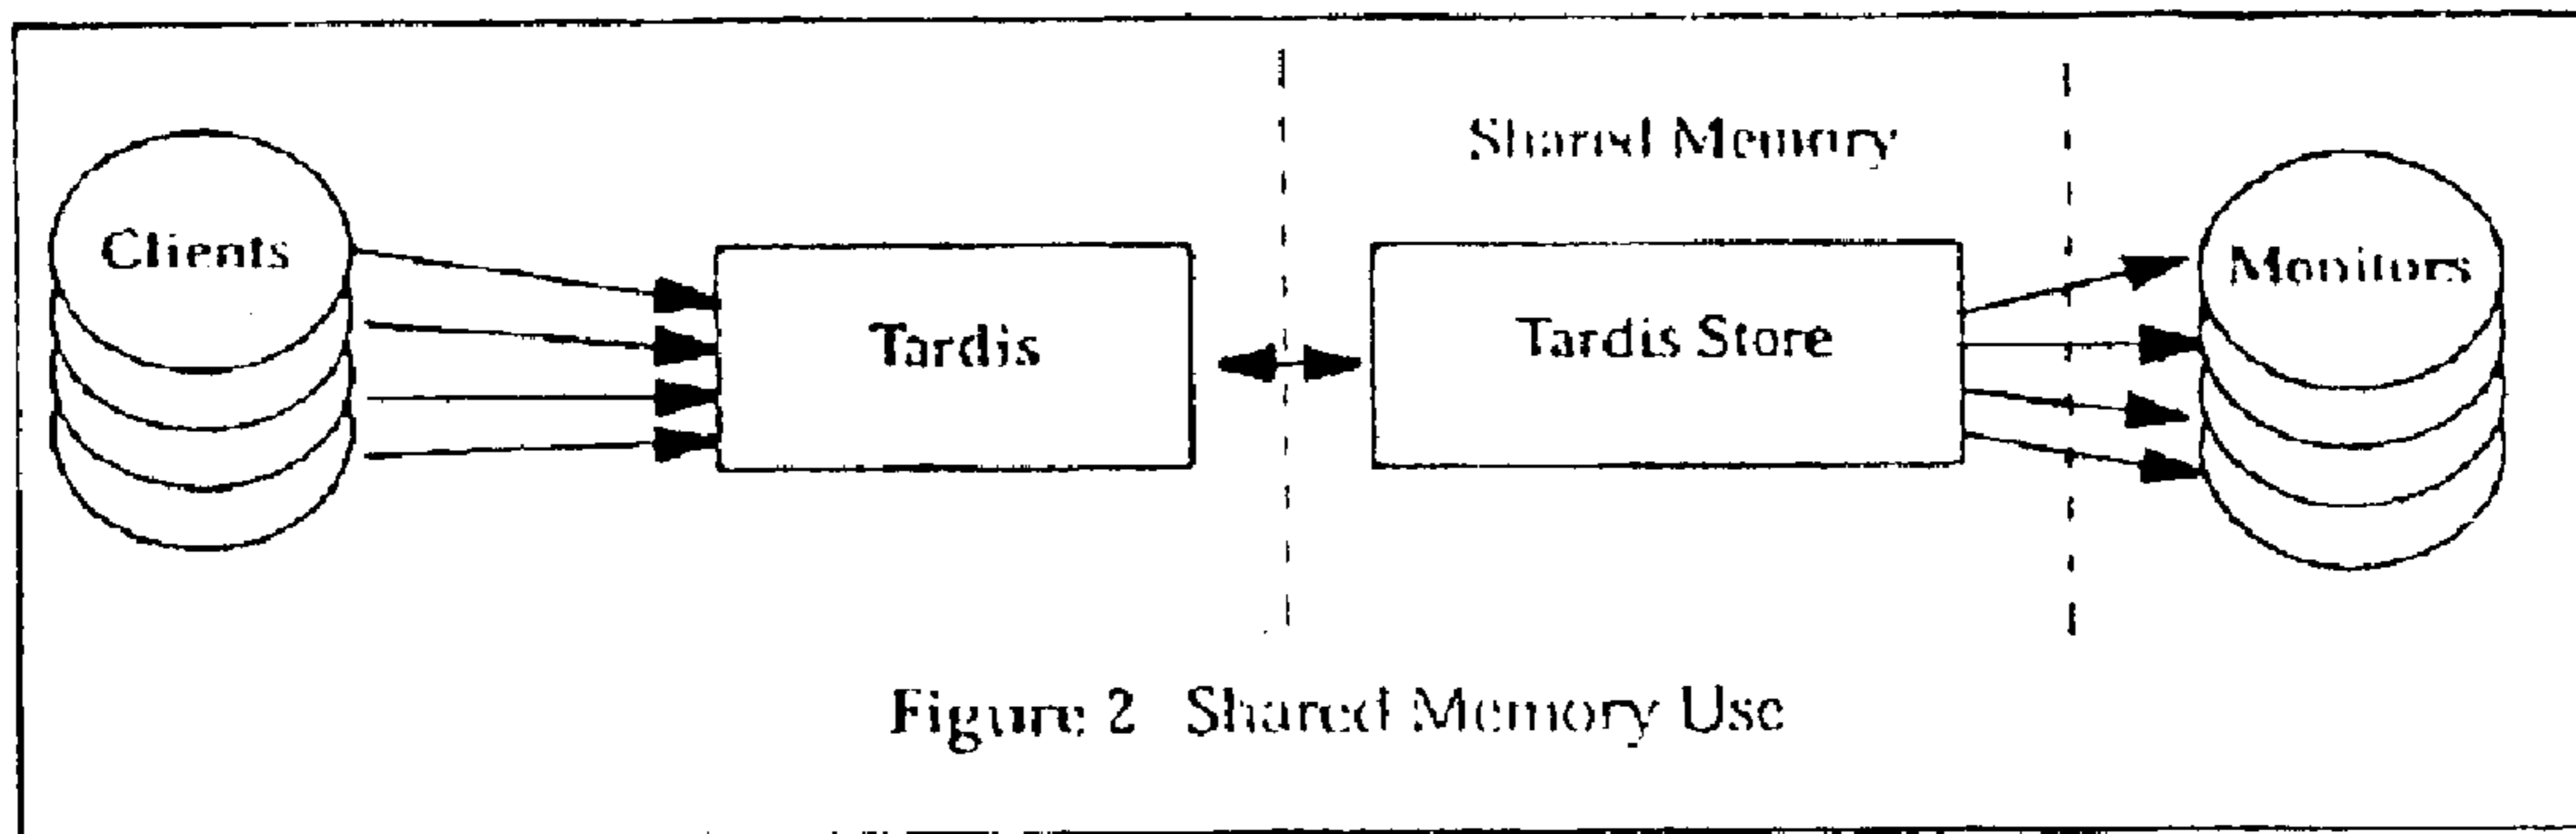 Shared Memory
Clients
Monitors
Tardis
Tardis Store
Figure 2 Shared Memory Use